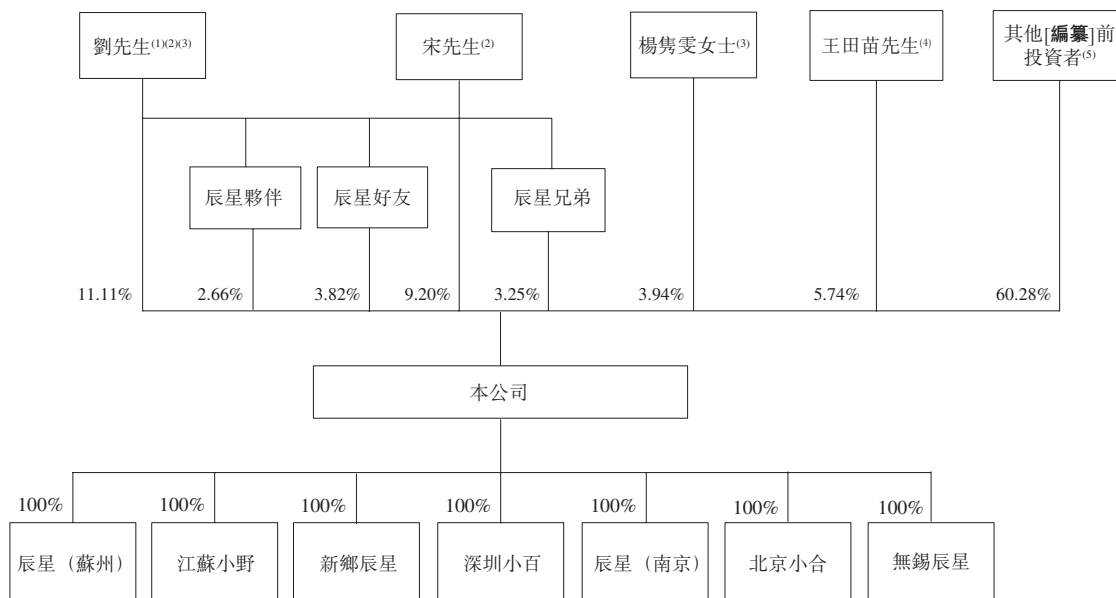 劉先生(1)(2)(3)
宋先生(2)
楊雋雯女士(3)
王田苗先生(4)
其他[編纂]前
投資者(5)
辰星夥伴
辰星好友
辰星兄弟
11.11%
2.66%
3.82%
9.20%
3.25%
3.94%
5.74%
60.28%
本公司
100%
100%
100%
100%
100%
100%
100%
辰星（蘇州）
江蘇小野
新鄉辰星
深圳小百
辰星（南京）
北京小合
無錫辰星